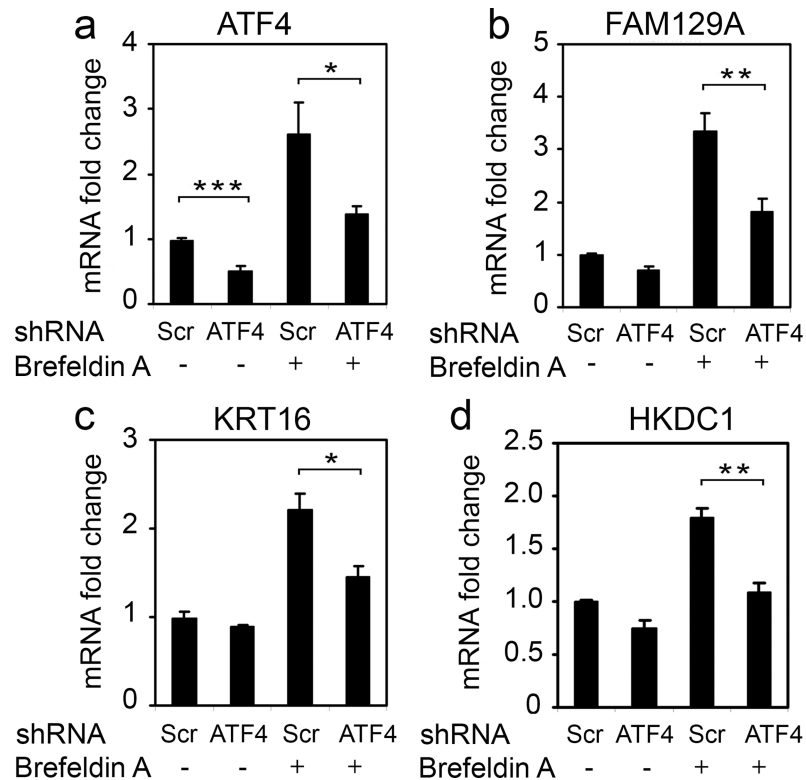 a ATF4
mRNA fold change
4
3
2
1
0
***
*
shRNA Scr ATF4 Scr ATF4
Brefeldin A - - + +
b FAM129A
mRNA fold change
5
4
3
2
1
0
**
shRNA Scr ATF4 Scr ATF4
Brefeldin A - - + +
c KRT16
mRNA fold change
3
2
1
0
*
shRNA Scr ATF4 Scr ATF4
Brefeldin A - - + +
d HKDC1
mRNA fold change
2.5
2.0
1.5
1.0
0.5
0
**
shRNA Scr ATF4 Scr ATF4
Brefeldin A - - + +